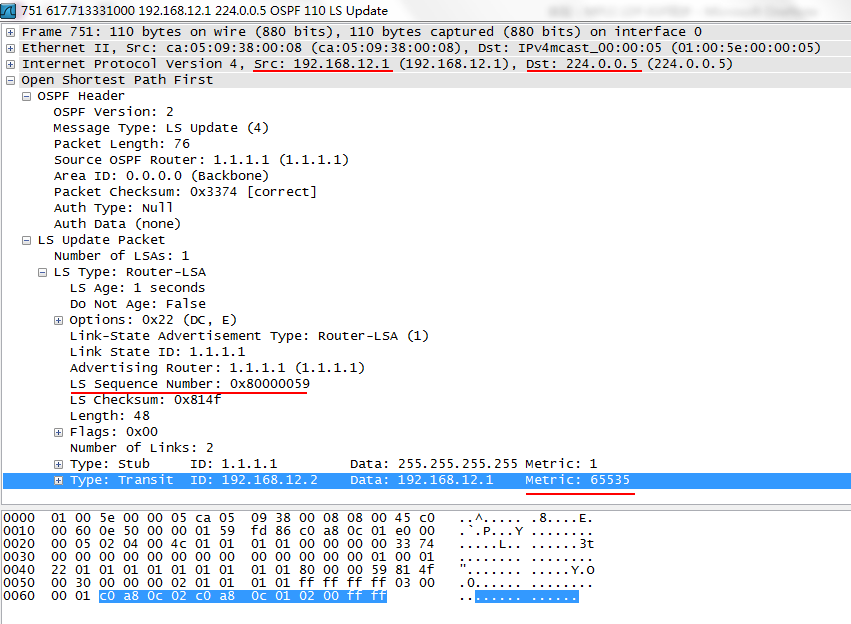 751 617.713331000 192.168.12.1 224.0.0.5 OSPF 110 LS Update
Frame 751: 110 bytes on wire (880 bits), 110 bytes captured (880 bits) on interface 0
Ethernet II, Src: ca:05:09:38:00:08 (ca:05:09:38:00:08), Dst: IPv4mcast_00:00:05 (01:00:5e:00:00:05)
Internet Protocol Version 4, Src: 192.168.12.1 (192.168.12.1), Dst: 224.0.0.5 (224.0.0.5)
Open Shortest Path First
OSPF Header
OSPF Version: 2
Message Type: LS Update (4)
Packet Length: 76
Source OSPF Router: 1.1.1.1 (1.1.1.1)
Area ID: 0.0.0.0 (Backbone)
Packet Checksum: 0x3374 [correct]
Auth Type: Null
Auth Data (none)
LS Update Packet
Number of LSAs: 1
LS Type: Router-LSA
LS Age: 1 seconds
Do Not Age: False
Options: 0x22 (DC, E)
Link-State Advertisement Type: Router-LSA (1)
Link State ID: 1.1.1.1
Advertising Router: 1.1.1.1 (1.1.1.1)
LS Sequence Number: 0x80000059
LS Checksum: 0x814f
Length: 48
Flags: 0x00
Number of Links: 2
Type: Stub ID: 1.1.1.1 Data: 255.255.255.255 Metric: 1
Type: Transit ID: 192.168.12.2 Data: 192.168.12.1 Metric: 65535
0000 01 00 5e 00 00 05 ca 05 09 38 00 08 08 00 45 c0 ..^..... .8....E.
0010 00 60 0e 50 00 00 01 59 fd 86 c0 a8 0c 01 e0 00 .`.P...Y ........
0020 00 05 02 04 00 4c 01 01 01 01 00 00 00 00 33 74 .....L.. ......3t
0030 00 00 00 00 00 00 00 00 00 00 00 00 00 01 00 01 ........ ........
0040 22 01 01 01 01 01 01 01 01 01 80 00 00 59 81 4f "....... .....Y.O
0050 00 30 00 00 00 02 01 01 01 01 ff ff ff ff 03 00 .0...... ........
0060 00 01 c0 a8 0c 02 c0 a8 0c 01 02 00 ff ff ........ ......